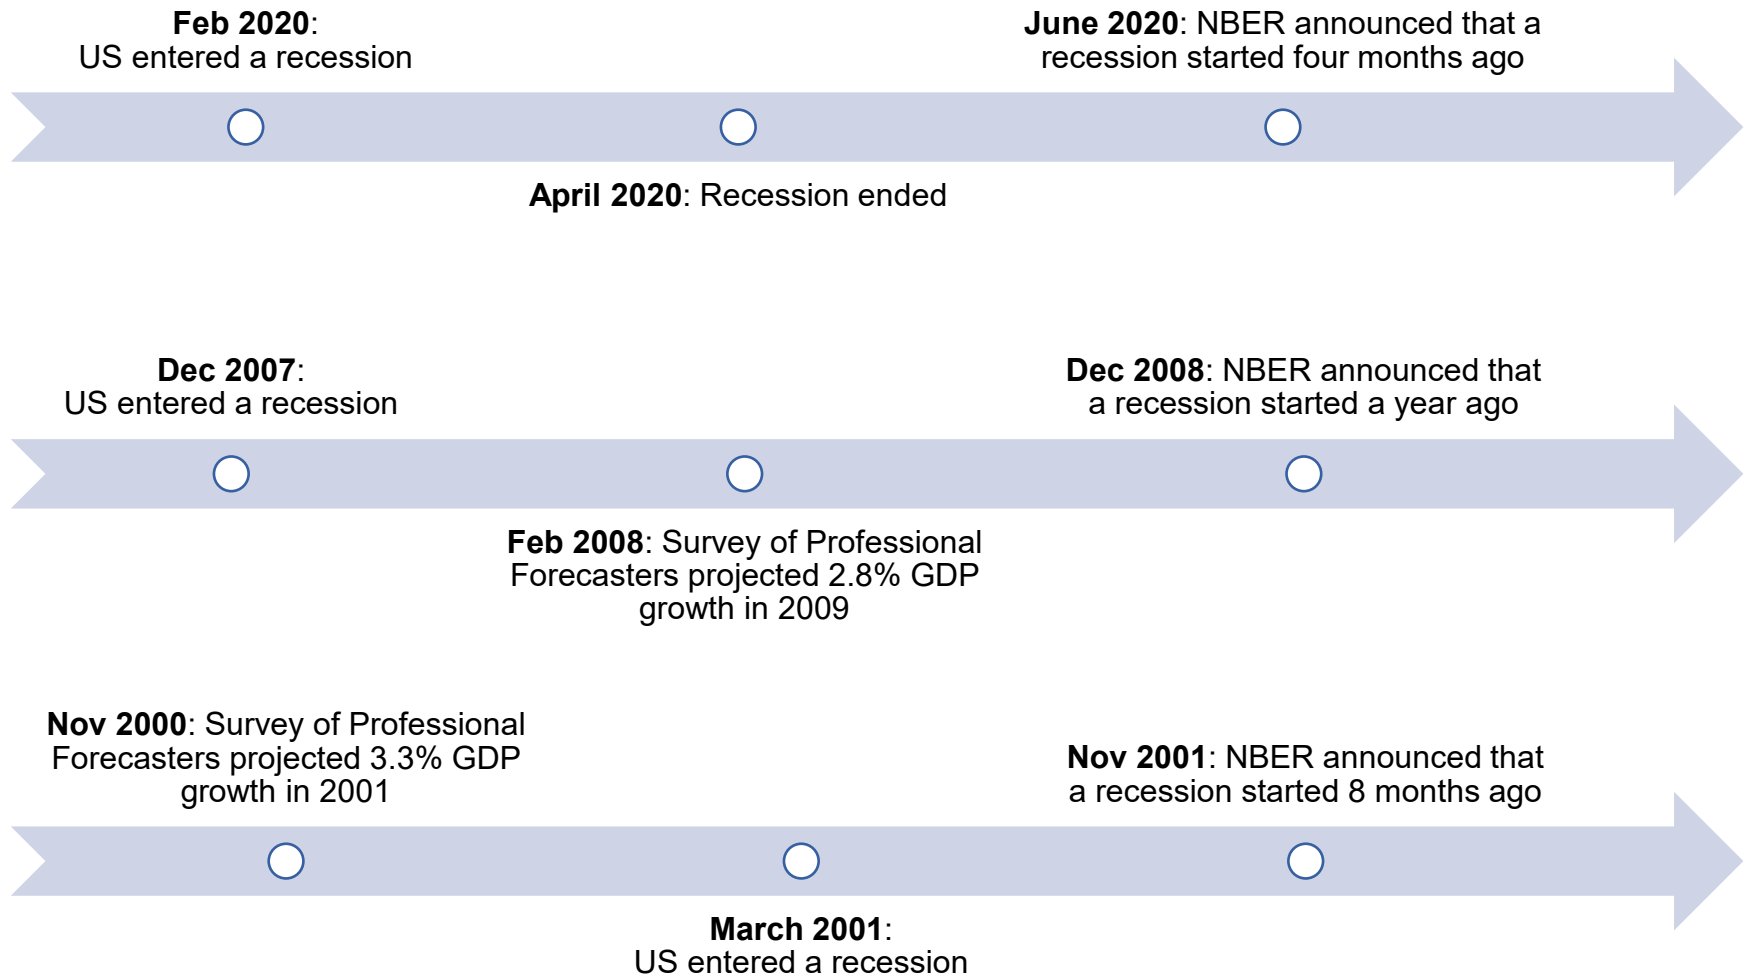 Feb 2020:
US entered a recession
June 2020: NBER announced that a
recession started four months ago
April 2020: Recession ended
Dec 2007:
US entered a recession
Dec 2008: NBER announced that
a recession started a year ago
Feb 2008: Survey of Professional
Forecasters projected 2.8% GDP
growth in 2009
Nov 2000: Survey of Professional
Forecasters projected 3.3% GDP
growth in 2001
Nov 2001: NBER announced that
a recession started 8 months ago
March 2001:
US entered a recession